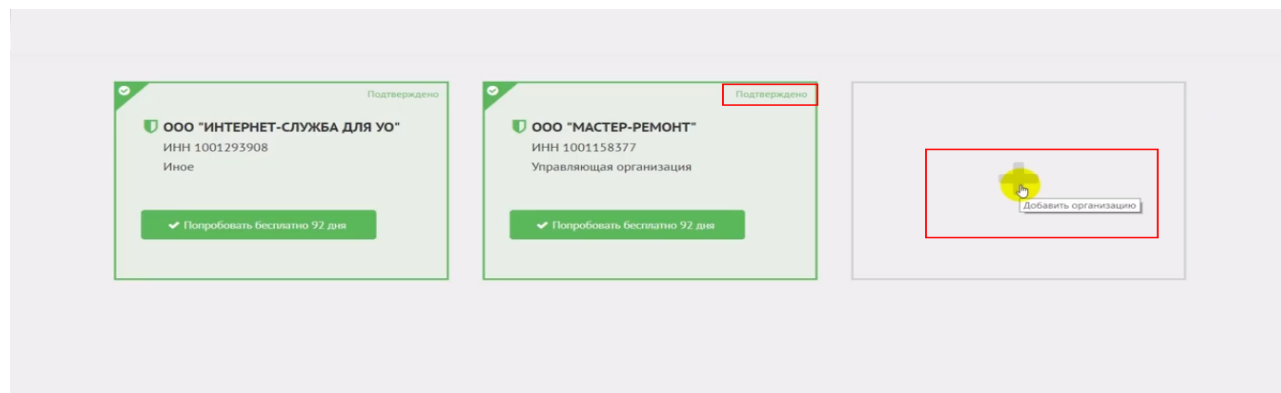 Подтверждено
ООО "ИНТЕРНЕТ-СЛУЖБА ДЛЯ УО"
ИНН 1001293908
Иное
Попробовать бесплатно 92 дня
Подтверждено
ООО "МАСТЕР-РЕМОНТ"
ИНН 1001158377
Управляющая организация
Попробовать бесплатно 92 дня
Добавить организацию